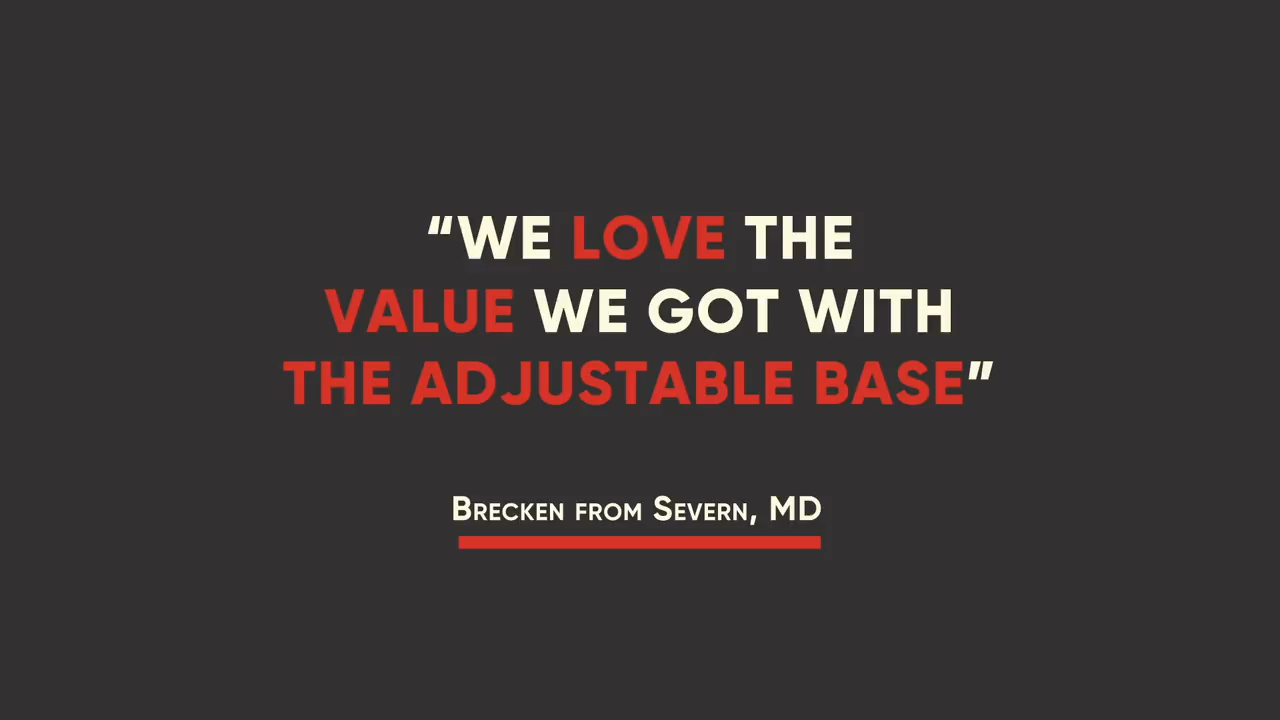 “WE LOVE THE
VALUE WE GOT WITH
THE ADJUSTABLE BASE”
Brecken from Severn, MD